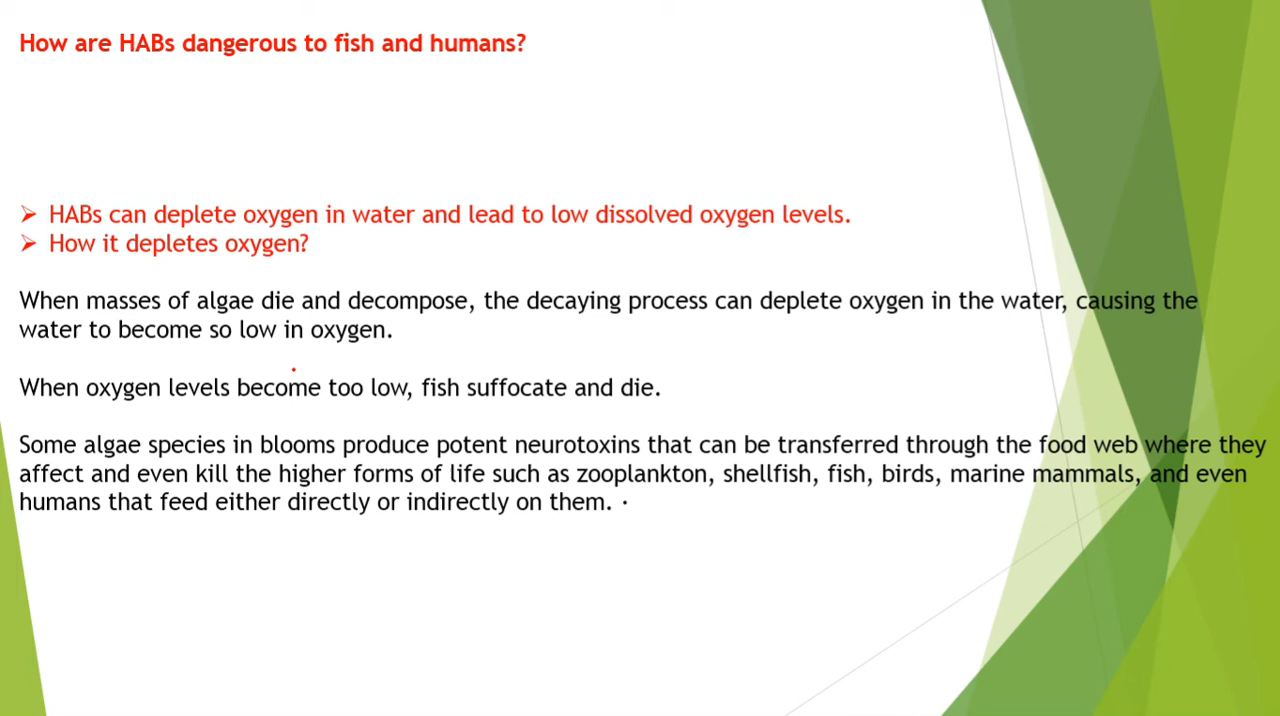 How are HABs dangerous to fish and humans?
➢ HABs can deplete oxygen in water and lead to low dissolved oxygen levels.
➢ How it depletes oxygen?
When masses of algae die and decompose, the decaying process can deplete oxygen in the water, causing the
water to become so low in oxygen.
When oxygen levels become too low, fish suffocate and die.
Some algae species in blooms produce potent neurotoxins that can be transferred through the food web where they
affect and even kill the higher forms of life such as zooplankton, shellfish, fish, birds, marine mammals, and even
humans that feed either directly or indirectly on them. ·